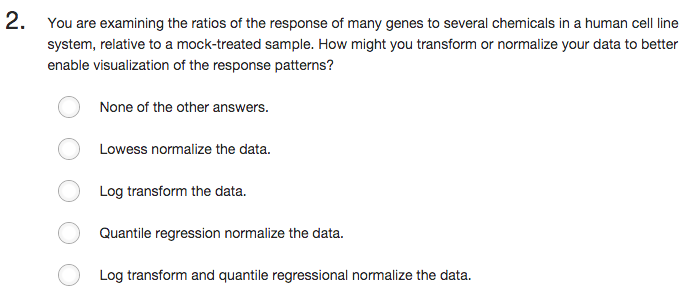 2. You are examining the ratios of the response of many genes to several chemicals in a human cell line
system, relative to a mock-treated sample. How might you transform or normalize your data to better
enable visualization of the response patterns?
None of the other answers.
Lowess normalize the data.
Log transform the data.
Quantile regression normalize the data.
Log transform and quantile regressional normalize the data.